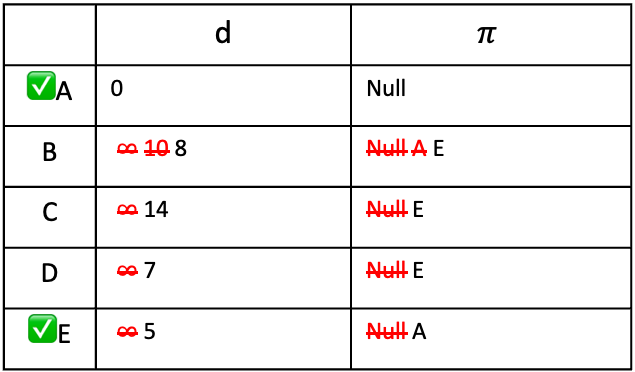 d π
✅A 0 Null
B ∞ 10 8 Null A E
C ∞ 14 Null E
D ∞ 7 Null E
✅E ∞ 5 Null A